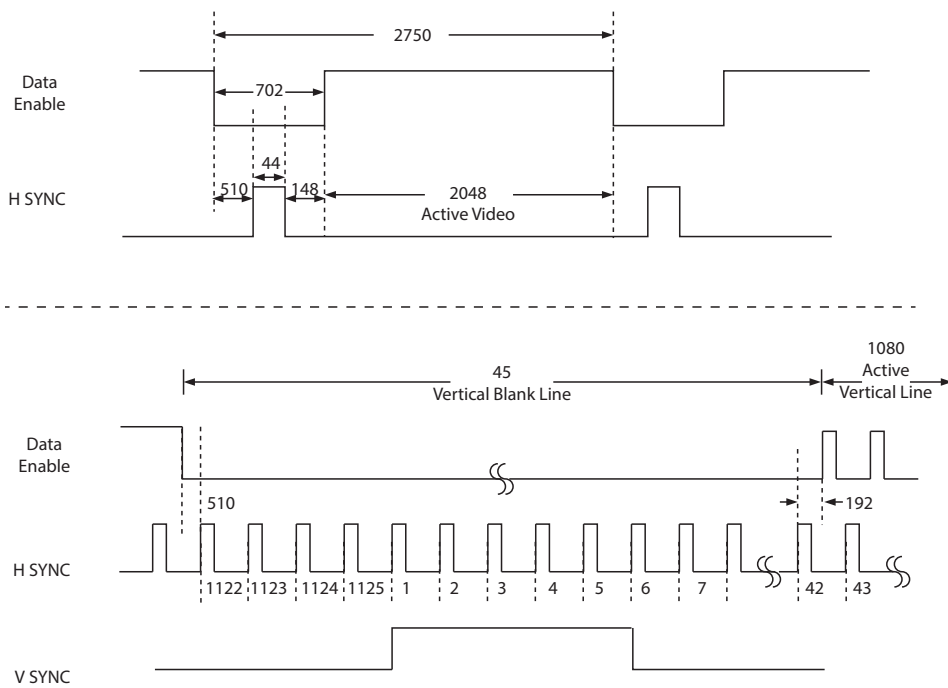 2750
Data
Enable
702
44
510
148
H SYNC
2048
Active Video
45
Vertical Blank Line
1080
Active
Vertical Line
Data
Enable
510
192
H SYNC
1122 1123 1124 1125 1 2 3 4 5 6 7 42 43
V SYNC